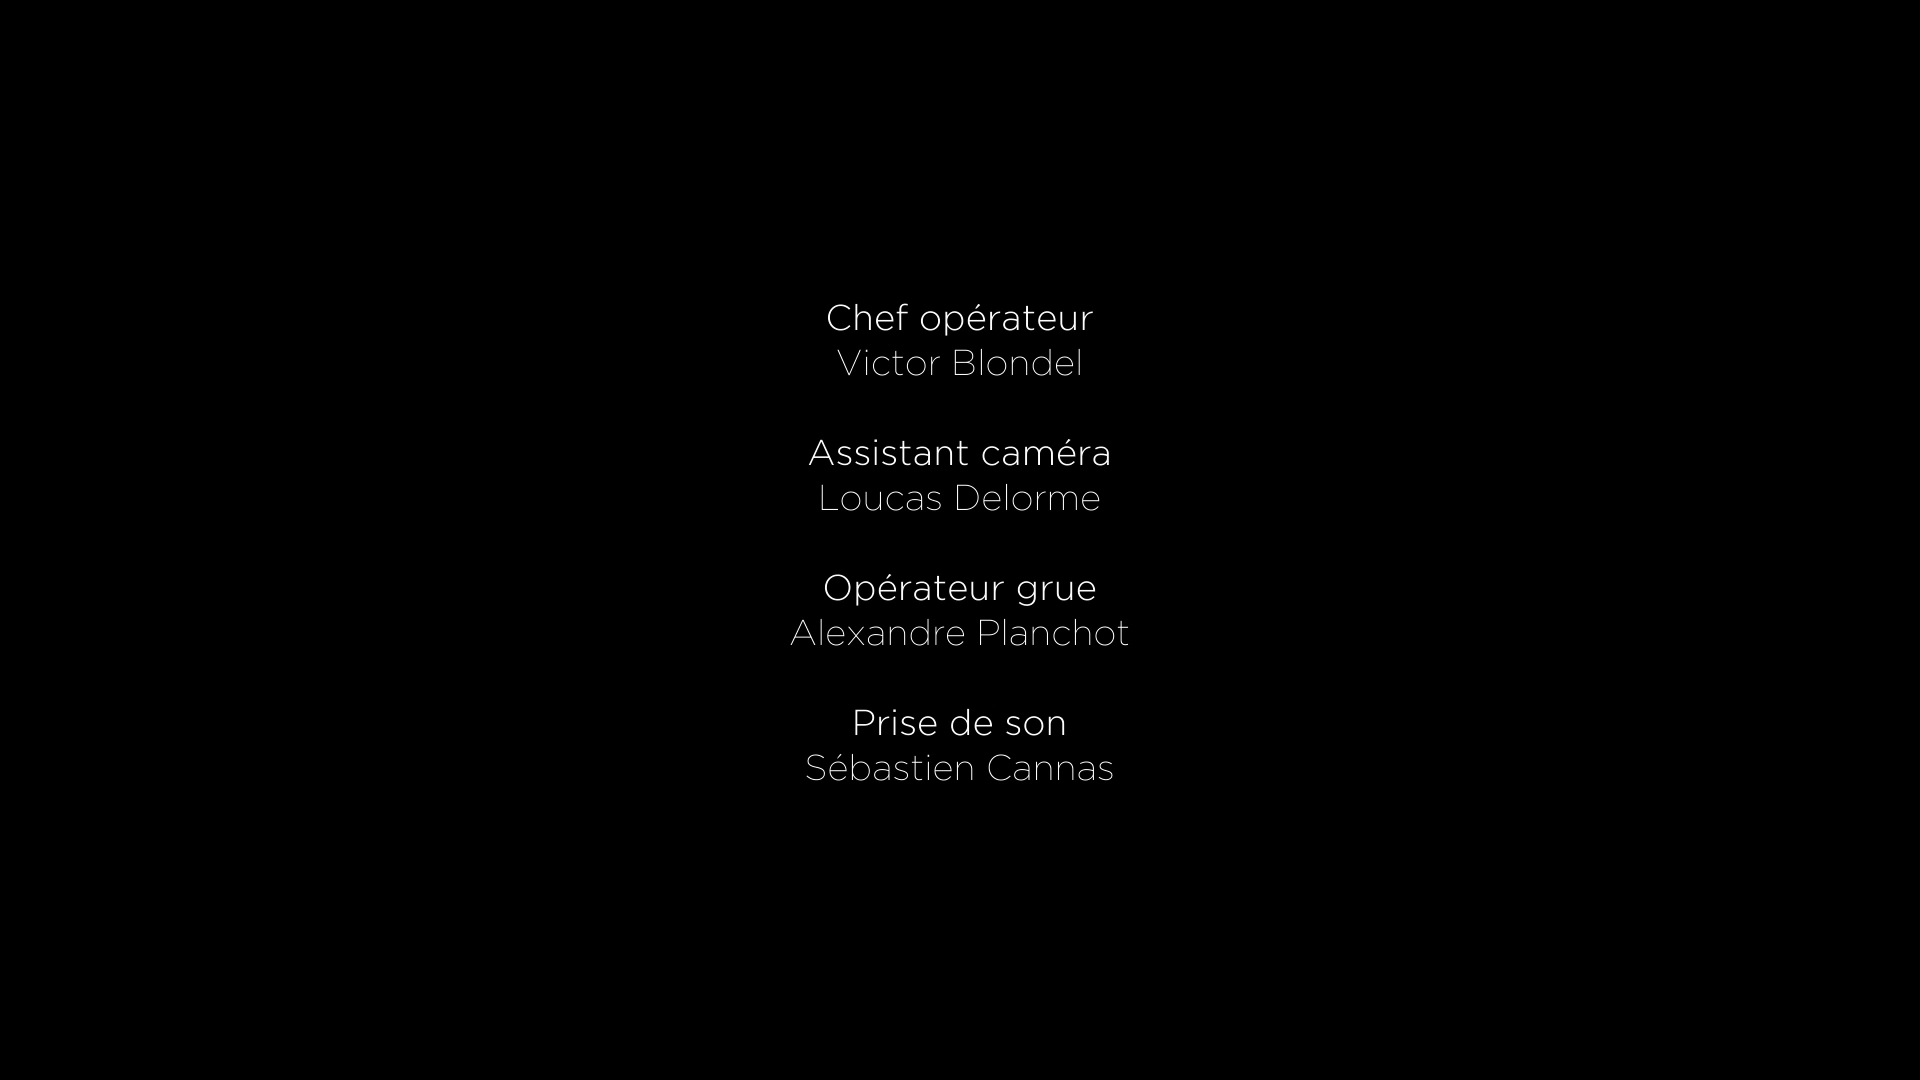 Chef opérateur
Victor Blondel
Assistant caméra
Loucas Delorme
Opérateur grue
Alexandre Planchot
Prise de son
Sébastien Cannas